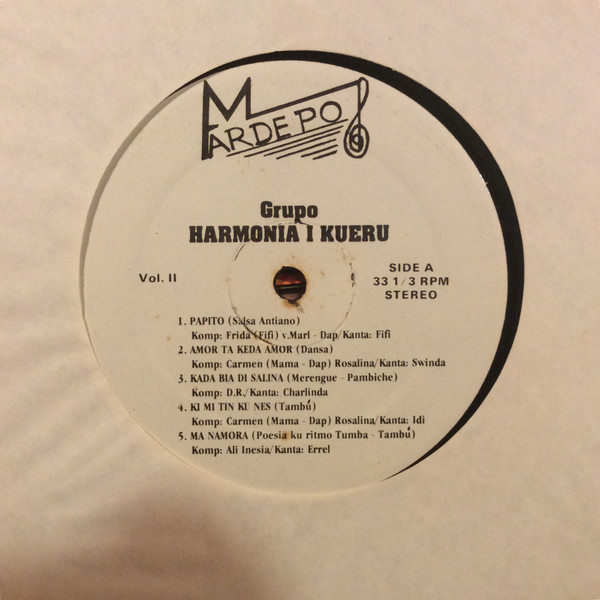 MARDEPO
Grupo
HARMONIA I KUERU
Vol. II
SIDE A
33 1/3 RPM
STEREO
1. PAPITO (Salsa Antiano)
Komp: Frida (Fifi) v.Marl - Dap/Kanta: Fifi
2. AMOR TA KEDA AMOR (Dansa)
Komp: Carmen (Mama - Dap) Rosalina/Kanta: Swinda
3. KADA BIA DI SALINA (Merengue - Pambiche)
Komp: D.R./Kanta: Charlinda
4. KI MI TIN KU NES (Tambú)
Komp: Carmen (Mama - Dap) Rosalina/Kanta: Idi
5. MA NAMORA (Poesia ku ritmo Tumba - Tambú)
Komp: Ali Inesia/Kanta: Errel